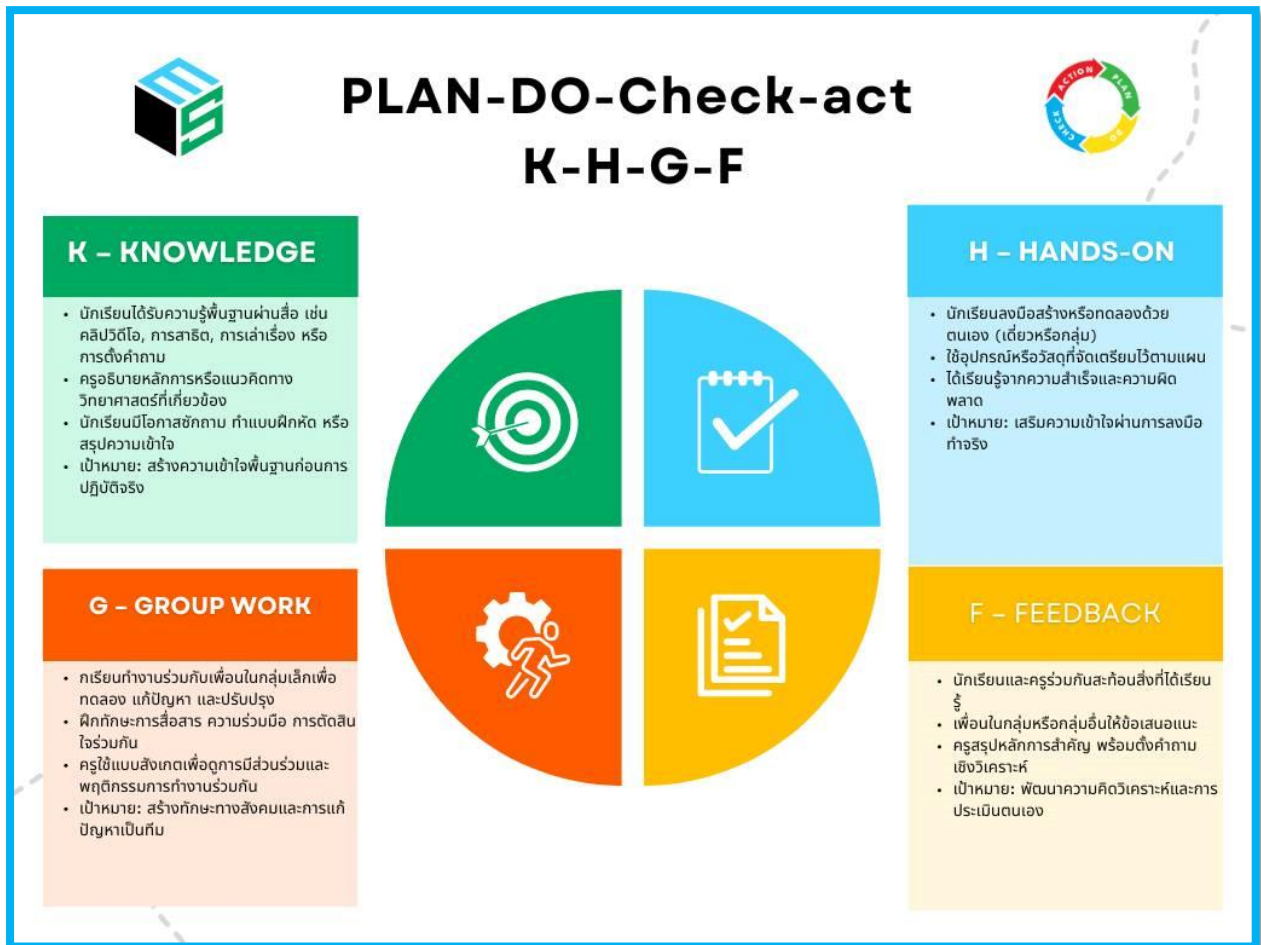 PLAN-DO-Check-act
K-H-G-F
ACTION
PLAN
DO
CHECK
K – KNOWLEDGE
• นักเรียนได้รับความรู้พื้นฐานผ่านสื่อ เช่น
คลิปวิดีโอ, การสาธิต, การเล่าเรื่อง หรือ
การตั้งคำถาม
• ครูอธิบายหลักการหรือแนวคิดทาง
วิทยาศาสตร์ที่เกี่ยวข้อง
• นักเรียนมีโอกาสซักถาม ทำแบบฝึกหัด หรือ
สรุปความเข้าใจ
• เป้าหมาย: สร้างความเข้าใจพื้นฐานก่อนการ
ปฏิบัติจริง
H – HANDS-ON
• นักเรียนลงมือสร้างหรือทดลองด้วย
ตนเอง (เดี่ยวหรือกลุ่ม)
• ใช้อุปกรณ์หรือวัสดุที่จัดเตรียมไว้ตามแผน
• ได้เรียนรู้จากความสำเร็จและความผิด
พลาด
• เป้าหมาย: เสริมความเข้าใจผ่านการลงมือ
ทำจริง
G – GROUP WORK
• กเรียนทำงานร่วมกับเพื่อนในกลุ่มเล็กเพื่อ
ทดลอง แก้ปัญหา และปรับปรุง
• ฝึกทักษะการสื่อสาร ความร่วมมือ การตัดสิน
ใจร่วมกัน
• ครูใช้แบบสังเกตเพื่อดูการมีส่วนร่วมและ
พฤติกรรมการทำงานร่วมกัน
• เป้าหมาย: สร้างทักษะทางสังคมและการแก้
ปัญหาเป็นทีม
F – FEEDBACK
• นักเรียนและครูร่วมกันสะท้อนสิ่งที่ได้เรียน
รู้
• เพื่อนในกลุ่มหรือกลุ่มอื่นให้ข้อเสนอแนะ
• ครูสรุปหลักการสำคัญ พร้อมตั้งคำถาม
เชิงวิเคราะห์
• เป้าหมาย: พัฒนาความคิดวิเคราะห์และการ
ประเมินตนเอง